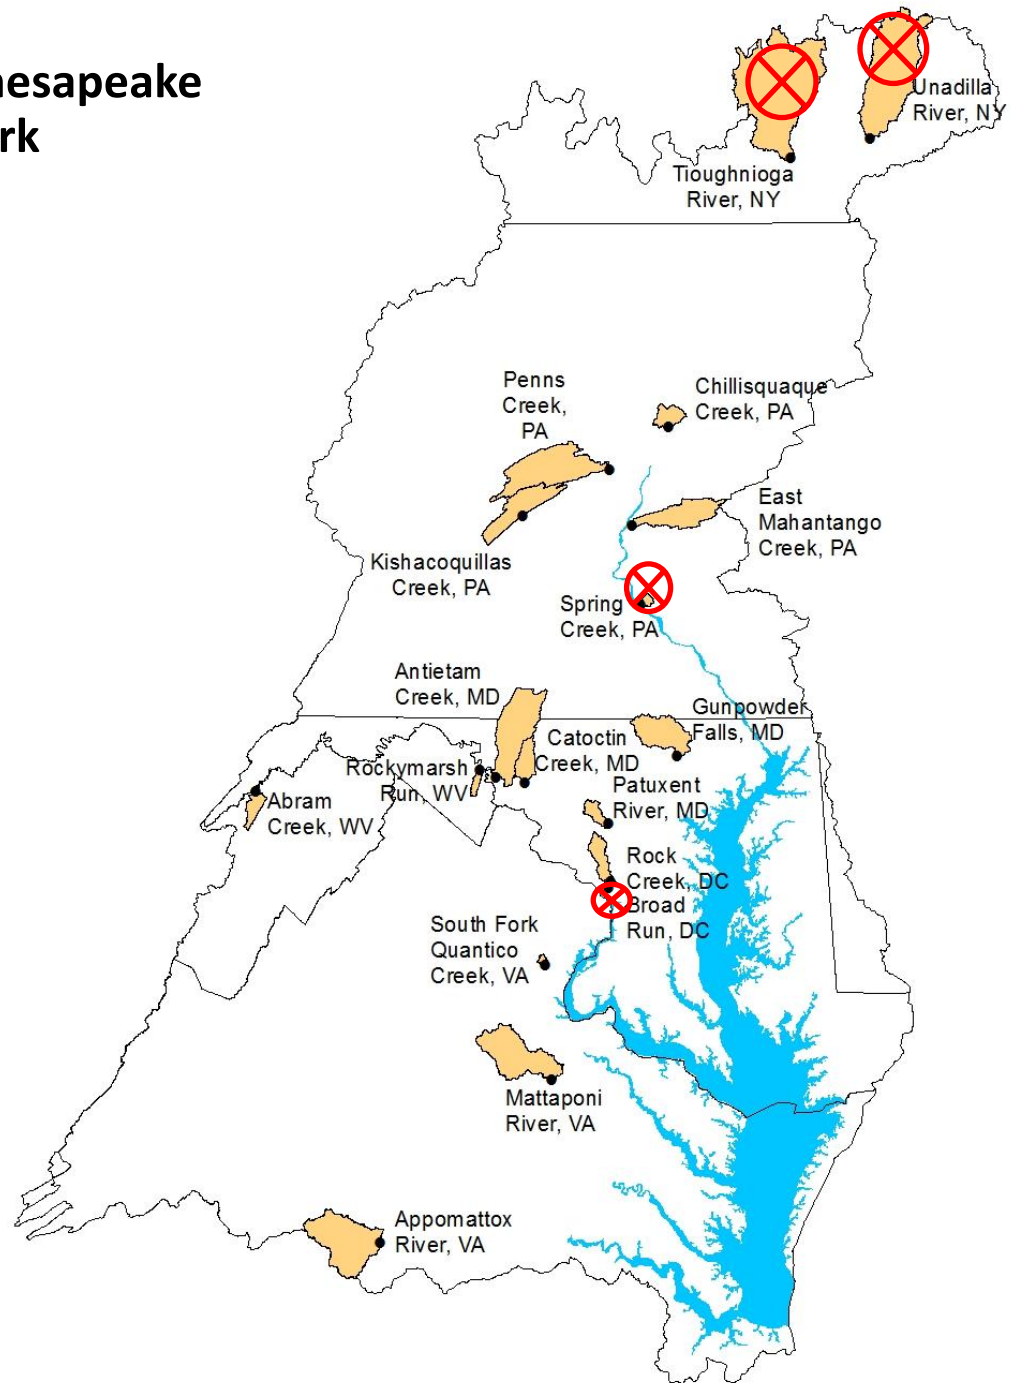 hesapeake
rk
Unadilla
River, NY
Tioughnioga
River, NY
Penns
Creek,
PA
Chillisquaque
Creek, PA
East
Mahantango
Creek, PA
Kishacoquillas
Creek, PA
Spring
Creek, PA
Antietam
Creek, MD
Gunpowder
Falls, MD
Catoctin
Creek, MD
Rockymarsh
Run, WV
Patuxent
River, MD
Abram
Creek, WV
Rock
Creek, DC
Broad
Run, DC
South Fork
Quantico
Creek, VA
Mattaponi
River, VA
Appomattox
River, VA